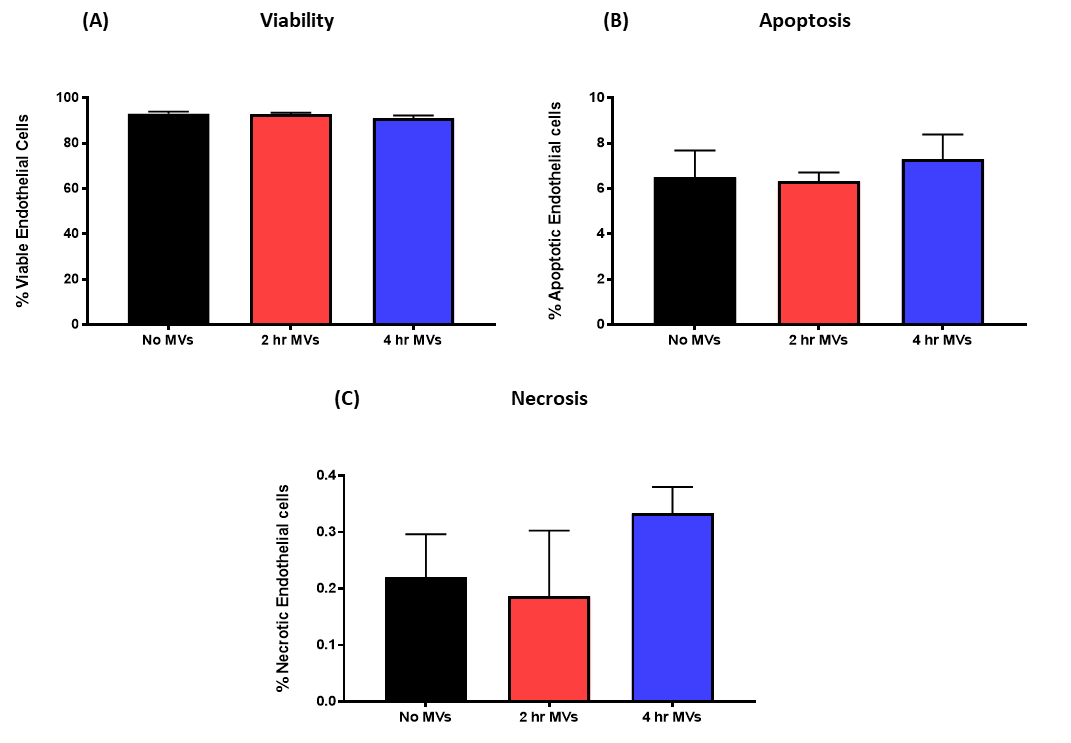 (A) Viability
% Viable Endothelial Cells
100
80
60
40
20
0
No MVs 2 hr MVs 4 hr MVs
(B) Apoptosis
% Apoptotic Endothelial cells
10
8
6
4
2
0
No MVs 2 hr MVs 4 hr MVs
(C) Necrosis
% Necrotic Endothelial cells
0.4
0.3
0.2
0.1
0.0
No MVs 2 hr MVs 4 hr MVs